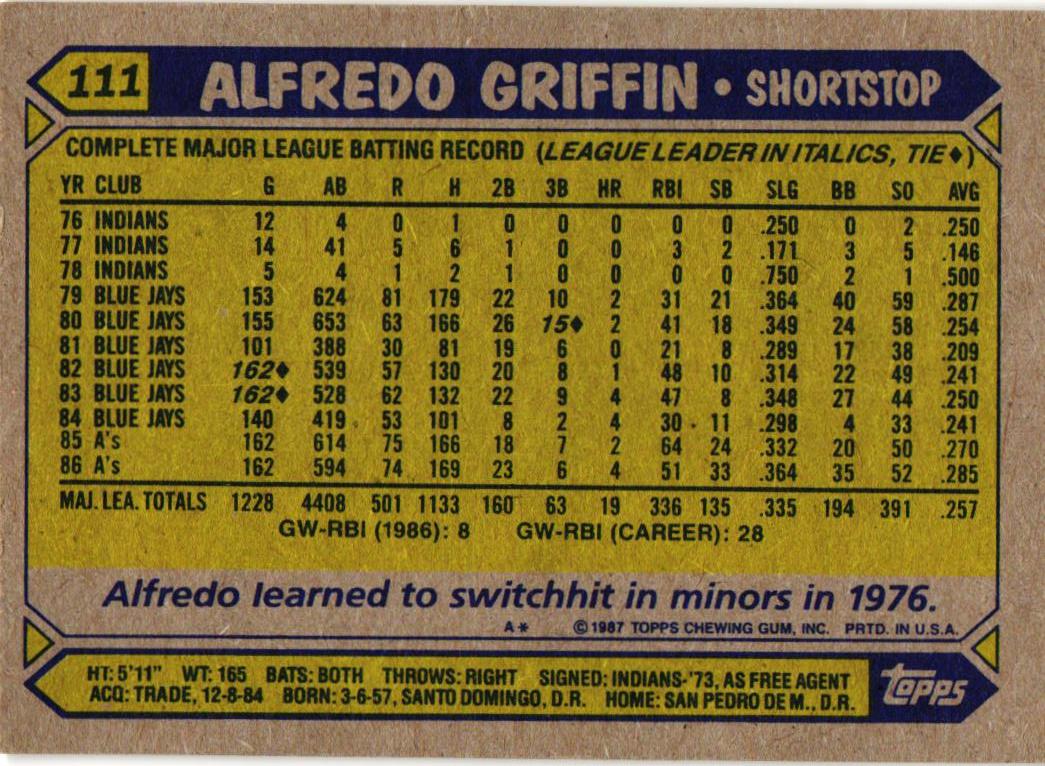 111 ALFREDO GRIFFIN • SHORTSTOP
COMPLETE MAJOR LEAGUE BATTING RECORD (LEAGUE LEADER IN ITALICS, TIE♦)
YR CLUB G AB R H 2B 3B HR RBI SB SLG BB SO AVG
76 INDIANS 12 4 0 1 0 0 0 0 0 .250 0 2 .250
77 INDIANS 14 41 5 6 1 0 0 3 2 .171 3 5 .146
78 INDIANS 5 4 1 2 1 0 0 0 0 .750 2 1 .500
79 BLUE JAYS 153 624 81 179 22 10 2 31 21 .364 40 59 .287
80 BLUE JAYS 155 653 63 166 26 15♦ 2 41 18 .349 24 58 .254
81 BLUE JAYS 101 388 30 81 19 6 0 21 8 .289 17 38 .209
82 BLUE JAYS 162♦ 539 57 130 20 8 1 48 10 .314 22 49 .241
83 BLUE JAYS 162♦ 528 62 132 22 9 4 47 8 .348 27 44 .250
84 BLUE JAYS 140 419 53 101 8 2 4 30 11 .298 4 33 .241
85 A's 162 614 75 166 18 7 2 64 24 .332 20 50 .270
86 A's 162 594 74 169 23 6 4 51 33 .364 35 52 .285
MAJ. LEA. TOTALS 1228 4408 501 1133 160 63 19 336 135 .335 194 391 .257
GW-RBI (1986): 8 GW-RBI (CAREER): 28
Alfredo learned to switchhit in minors in 1976.
A* ©1987 TOPPS CHEWING GUM, INC. PRTD. IN U.S.A.
HT: 5'11" WT: 165 BATS: BOTH THROWS: RIGHT SIGNED: INDIANS-'73, AS FREE AGENT
ACQ: TRADE, 12-8-84 BORN: 3-6-57, SANTO DOMINGO, D.R. HOME: SAN PEDRO DE M., D.R.
topps